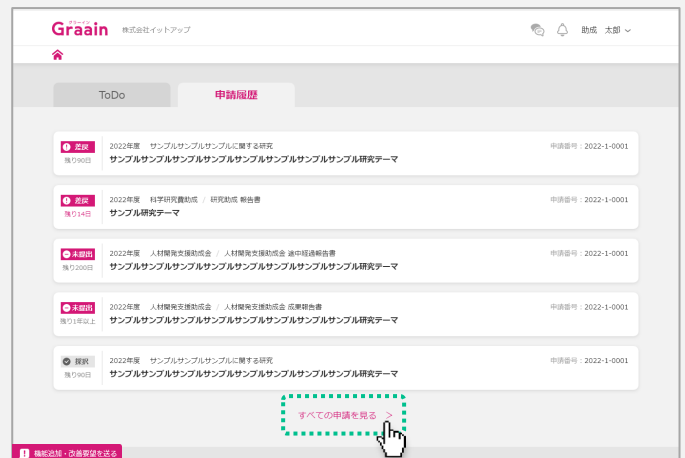 グラーイン
Graain 株式会社イットアップ 助成 太郎
ToDo 申請履歴
差戻 2022年度 サンプルサンプルサンプルに関する研究 申請番号：2022-1-0001
残り90日 サンプルサンプルサンプルサンプルサンプルサンプルサンプル研究テーマ
差戻 2022年度 科学研究費助成 / 研究助成 報告書 申請番号：2022-1-0001
残り14日 サンプル研究テーマ
未提出 2022年度 人材開発支援助成会 / 人材開発支援助成金 途中経過報告書 申請番号：2022-1-0001
残り200日 サンプルサンプルサンプルサンプルサンプルサンプルサンプル研究テーマ
未提出 2022年度 人材開発支援助成会 / 人材開発支援助成金 成果報告書 申請番号：2022-1-0001
残り1年以上 サンプルサンプルサンプルサンプルサンプルサンプルサンプル研究テーマ
採択 2022年度 サンプルサンプルサンプルに関する研究 申請番号：2022-1-0001
残り90日 サンプルサンプルサンプルサンプルサンプルサンプルサンプル研究テーマ
すべての申請を見る >
機能追加・改善要望を送る